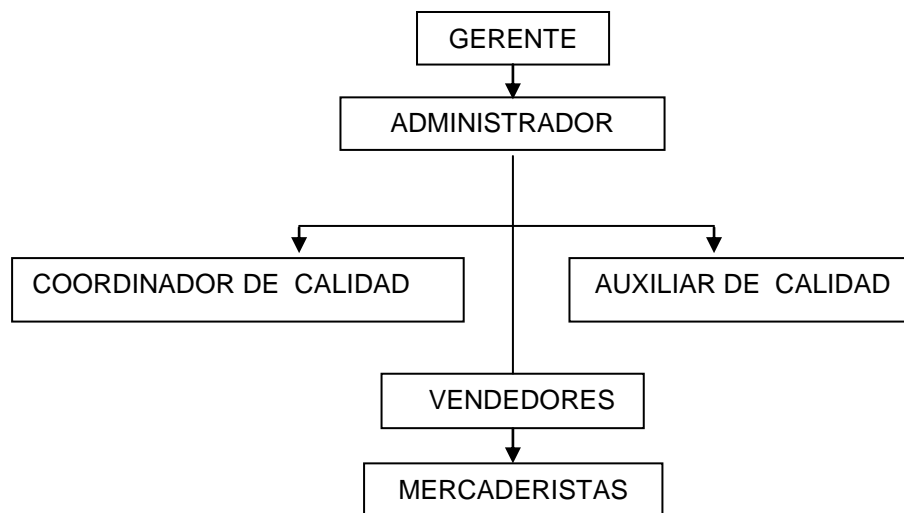 GERENTE
ADMINISTRADOR
COORDINADOR DE CALIDAD
AUXILIAR DE CALIDAD
VENDEDORES
MERCADERISTAS